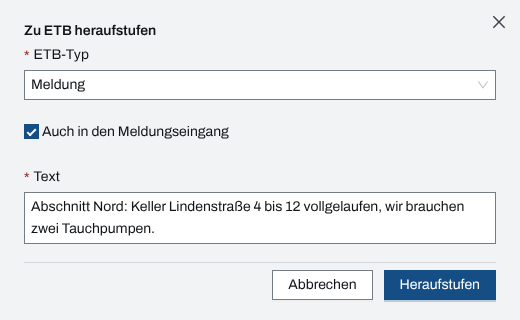 Zu ETB heraufstufen
* ETB-Typ
Meldung
Auch in den Meldungseingang
* Text
Abschnitt Nord: Keller Lindenstraße 4 bis 12 vollgelaufen, wir brauchen
zwei Tauchpumpen.
Abbrechen
Heraufstufen